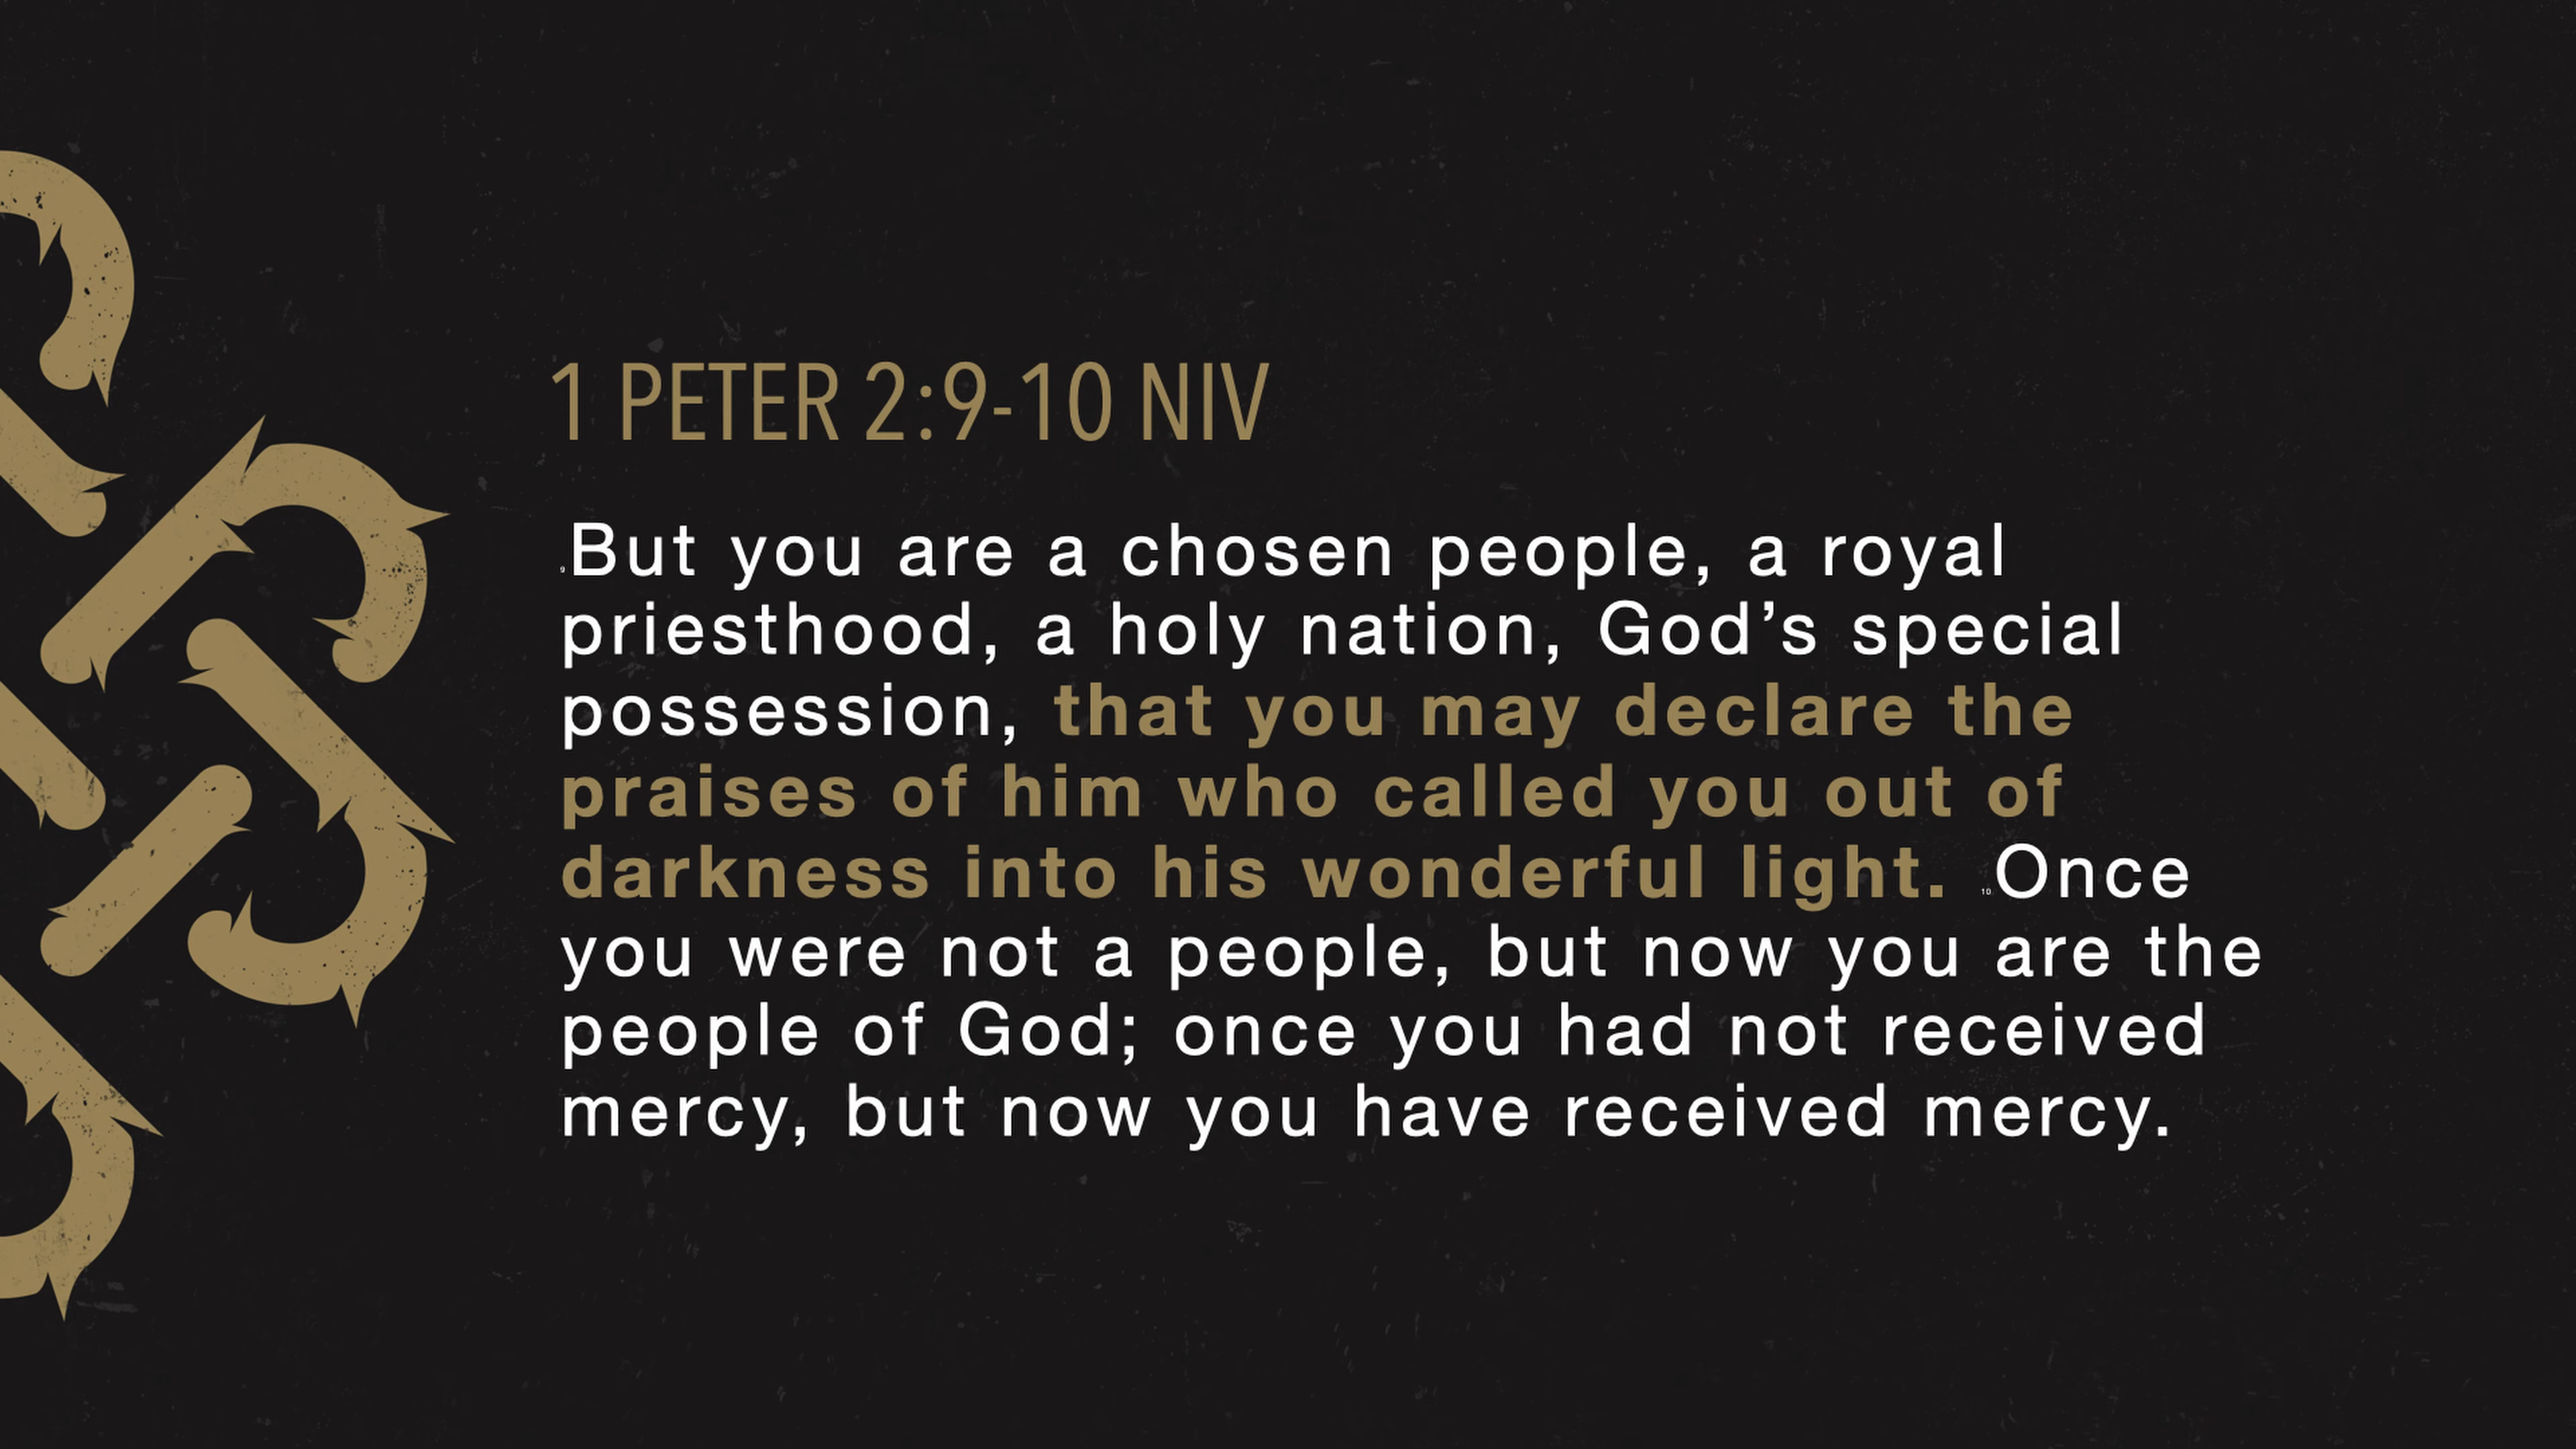 1 PETER 2:9-10 NIV
9 But you are a chosen people, a royal
priesthood, a holy nation, God’s special
possession, that you may declare the
praises of him who called you out of
darkness into his wonderful light. 10 Once
you were not a people, but now you are the
people of God; once you had not received
mercy, but now you have received mercy.